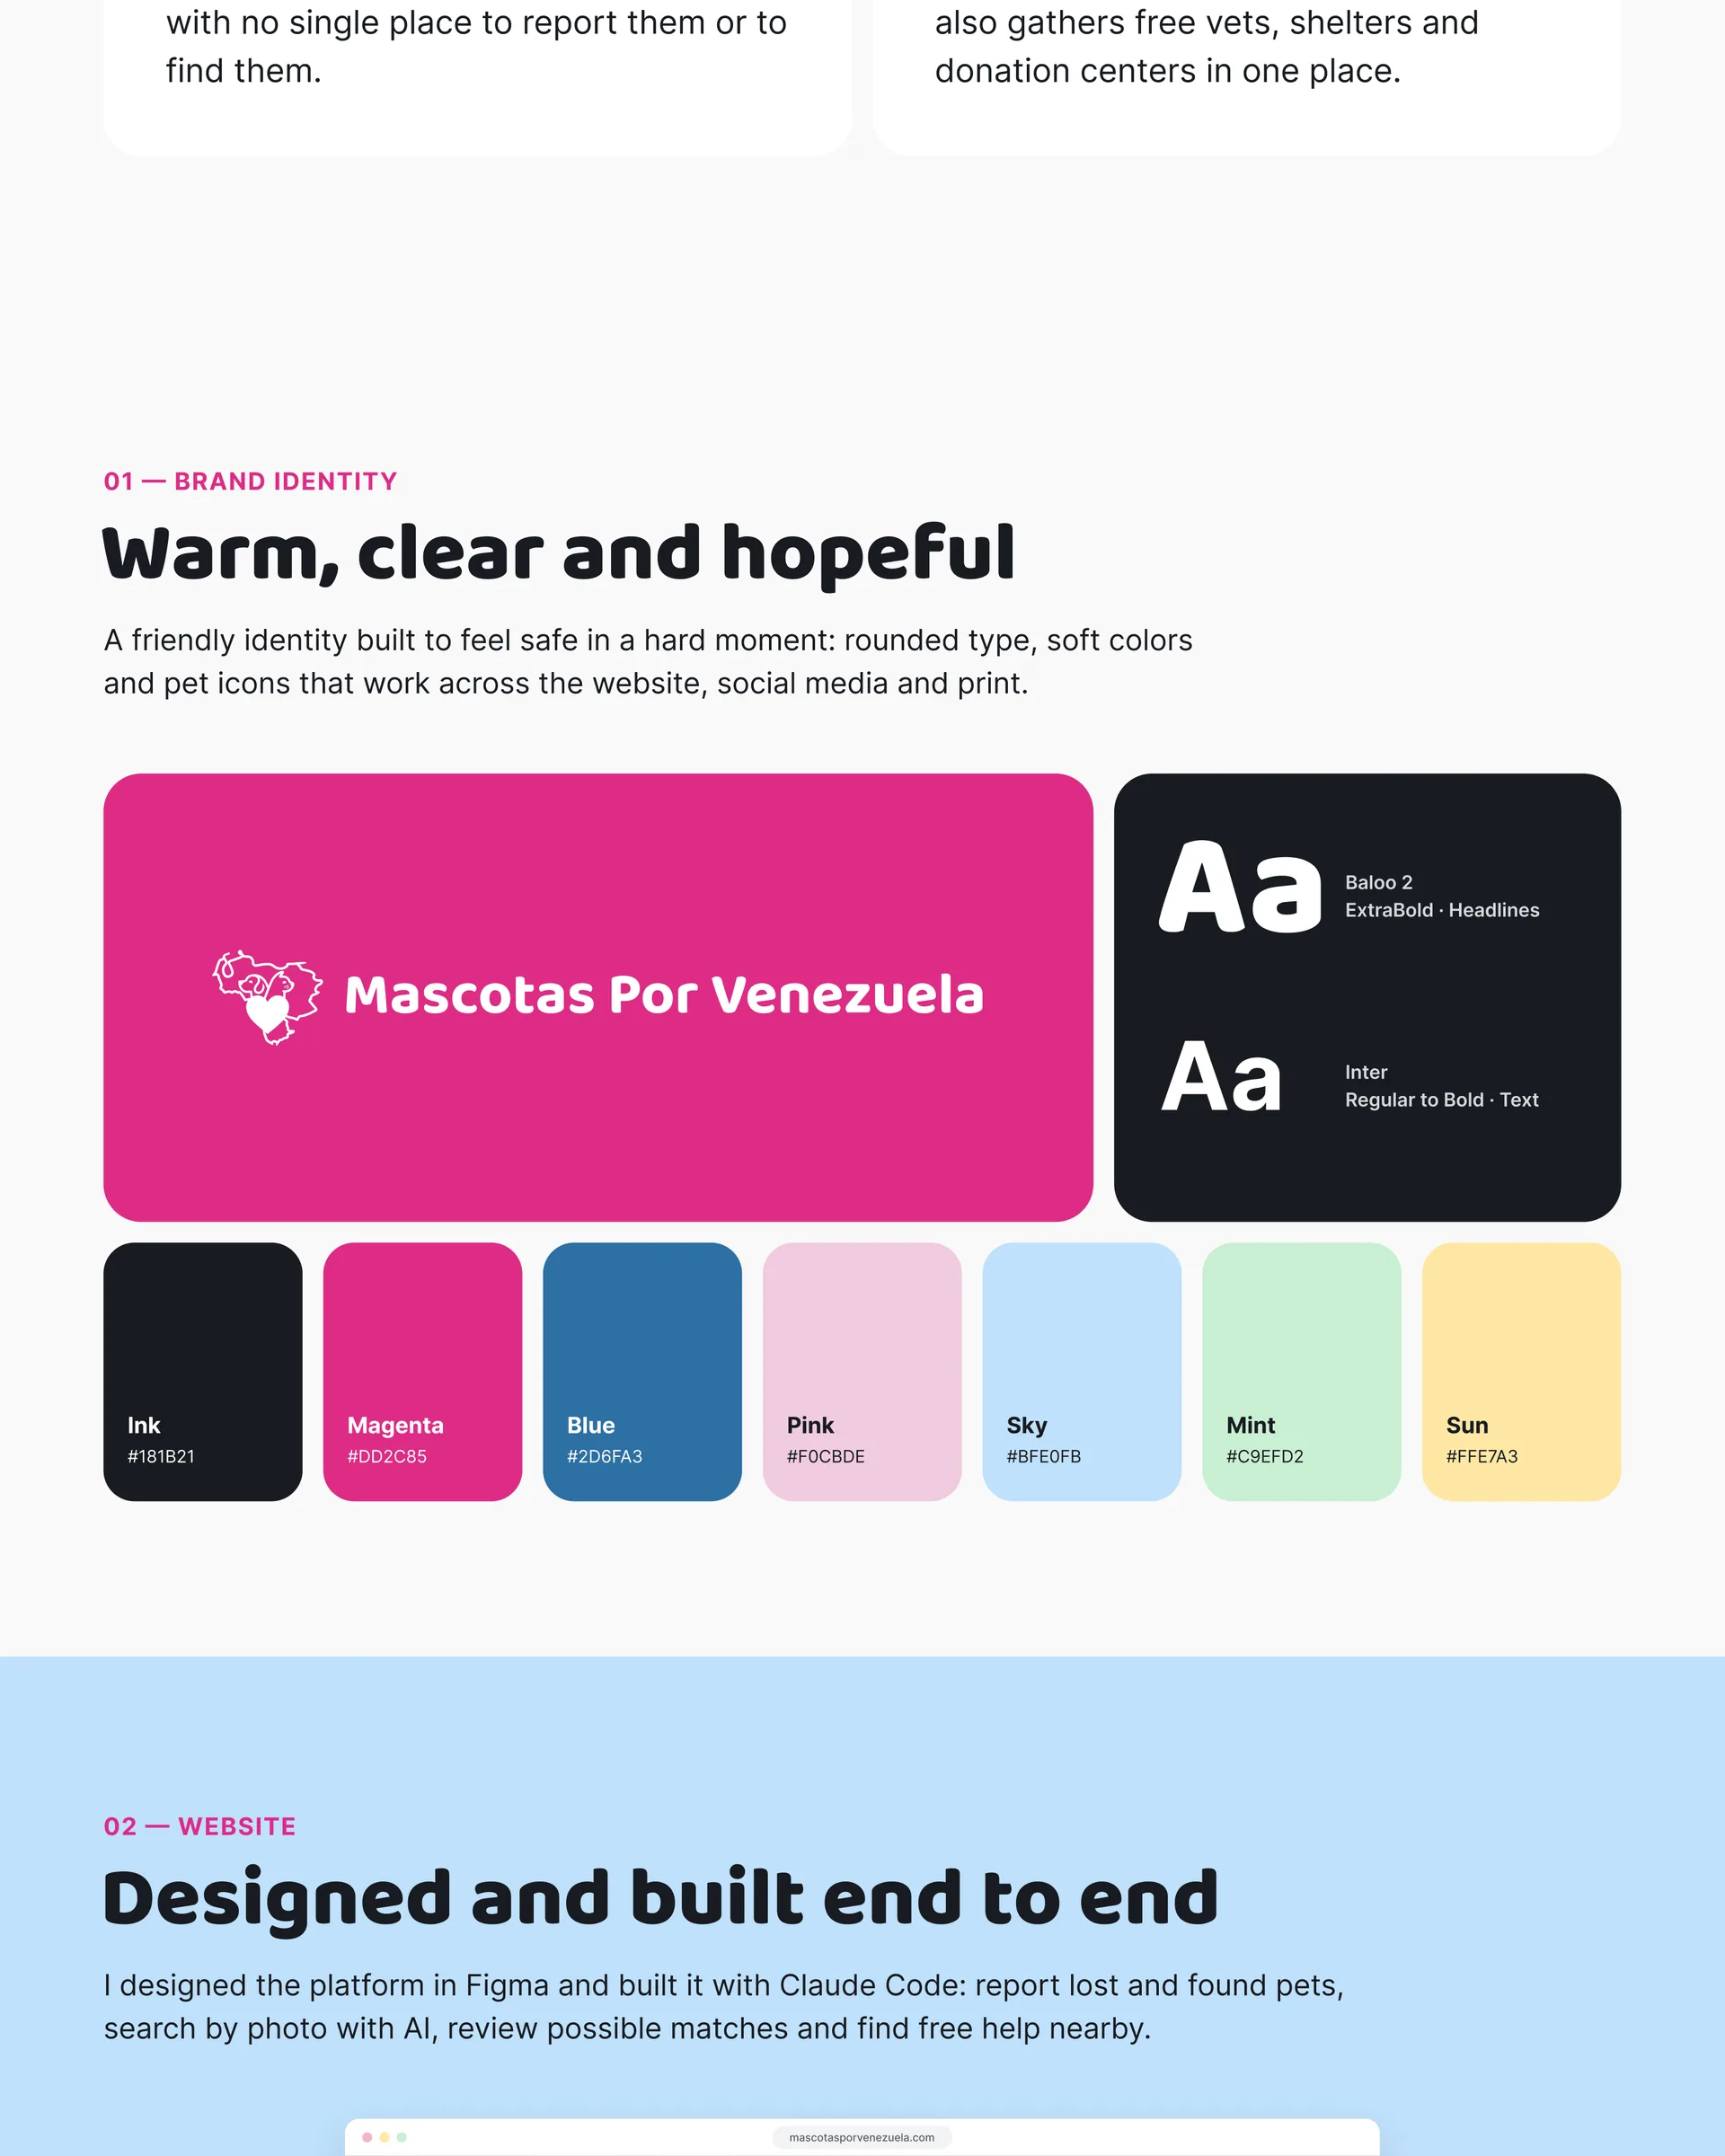 with no single place to report them or to
find them.
also gathers free vets, shelters and
donation centers in one place.
01 — BRAND IDENTITY
Warm, clear and hopeful
A friendly identity built to feel safe in a hard moment: rounded type, soft colors
and pet icons that work across the website, social media and print.
Mascotas Por Venezuela
Aa
Baloo 2
ExtraBold · Headlines
Aa
Inter
Regular to Bold · Text
Ink
#181B21
Magenta
#DD2C85
Blue
#2D6FA3
Pink
#F0CBDE
Sky
#BFE0FB
Mint
#C9EFD2
Sun
#FFE7A3
02 — WEBSITE
Designed and built end to end
I designed the platform in Figma and built it with Claude Code: report lost and found pets,
search by photo with AI, review possible matches and find free help nearby.
mascotasporvenezuela.com